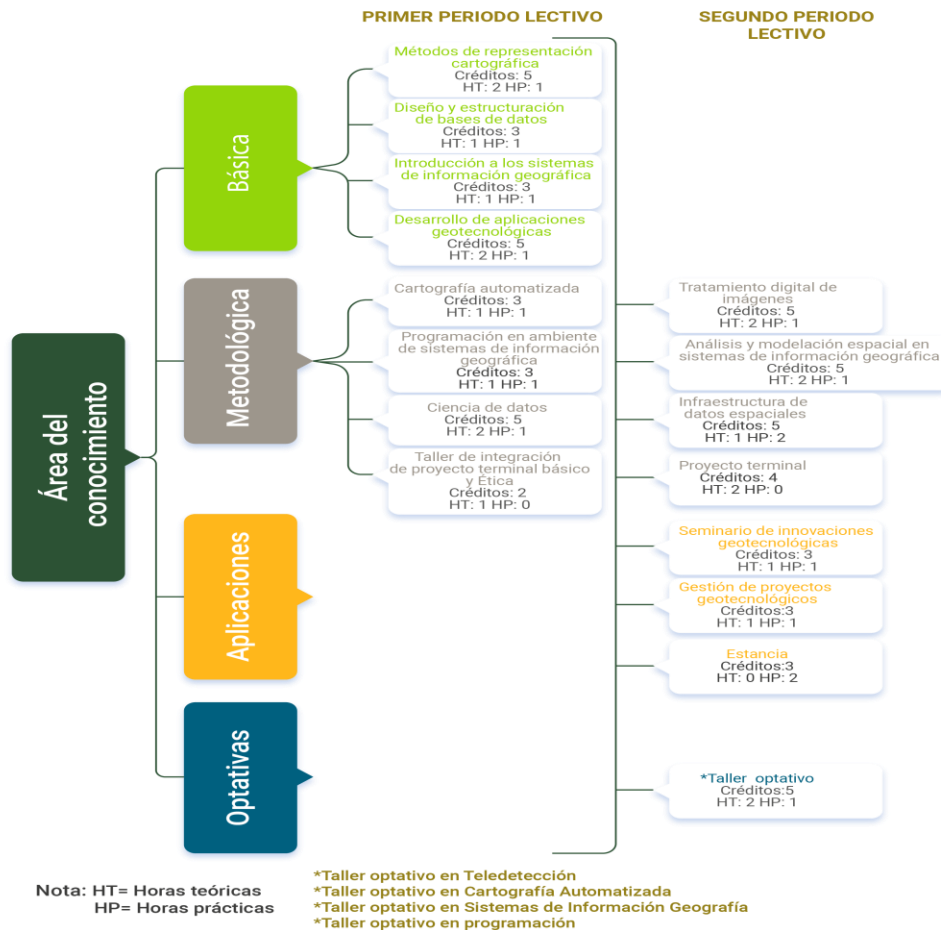 PRIMER PERIODO LECTIVO
SEGUNDO PERIODO
LECTIVO
Área del
conocimiento
Básica
Métodos de representación
cartográfica
Créditos: 5
HT: 2 HP: 1
Diseño y estructuración
de bases de datos
Créditos: 3
HT: 1 HP: 1
Introducción a los sistemas
de información geográfica
Créditos: 3
HT: 1 HP: 1
Desarrollo de aplicaciones
geotecnológicas
Créditos: 5
HT: 2 HP: 1
Metodológica
Cartografía automatizada
Créditos: 3
HT: 1 HP: 1
Programación en ambiente
de sistemas de información
geográfica
Créditos: 3
HT: 1 HP: 1
Ciencia de datos
Créditos: 5
HT: 2 HP: 1
Taller de integración
de proyecto terminal básico
y Ética
Créditos: 2
HT: 1 HP: 0
Tratamiento digital de
imágenes
Créditos: 5
HT: 2 HP: 1
Análisis y modelación espacial en
sistemas de información geográfica
Créditos: 5
HT: 2 HP: 1
Infraestructura de
datos espaciales
Créditos: 5
HT: 1 HP: 2
Proyecto terminal
Créditos: 4
HT: 2 HP: 0
Aplicaciones
Seminario de innovaciones
geotecnológicas
Créditos: 3
HT: 1 HP: 1
Gestión de proyectos
geotecnológicos
Créditos:3
HT: 1 HP: 1
Estancia
Créditos:3
HT: 0 HP: 2
Optativas
*Taller optativo
Créditos:5
HT: 2 HP: 1
Nota: HT= Horas teóricas
HP= Horas prácticas
*Taller optativo en Teledetección
*Taller optativo en Cartografía Automatizada
*Taller optativo en Sistemas de Información Geografía
*Taller optativo en programación